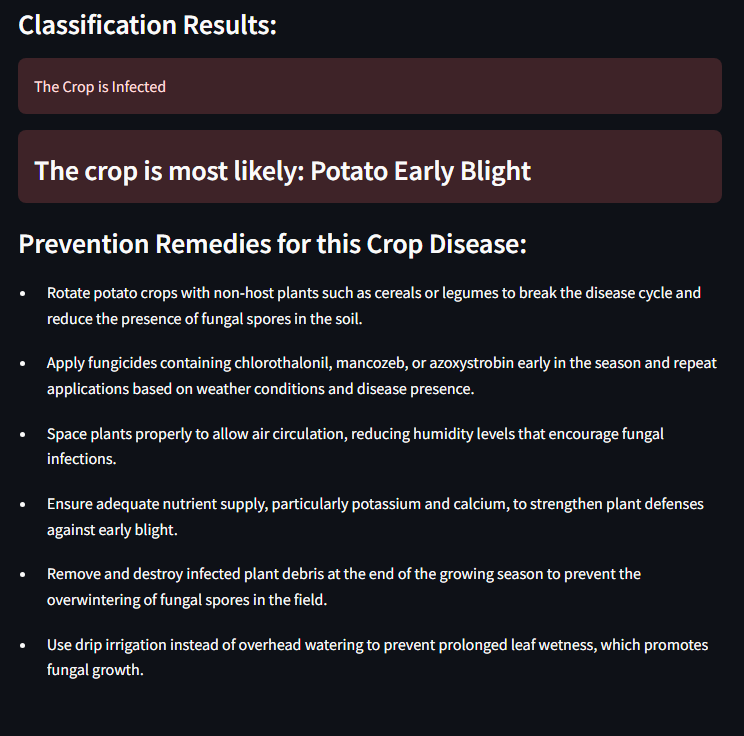 Classification Results:
The Crop is Infected
The crop is most likely: Potato Early Blight
Prevention Remedies for this Crop Disease:
• Rotate potato crops with non-host plants such as cereals or legumes to break the disease cycle and
reduce the presence of fungal spores in the soil.
• Apply fungicides containing chlorothalonil, mancozeb, or azoxystrobin early in the season and repeat
applications based on weather conditions and disease presence.
• Space plants properly to allow air circulation, reducing humidity levels that encourage fungal
infections.
• Ensure adequate nutrient supply, particularly potassium and calcium, to strengthen plant defenses
against early blight.
• Remove and destroy infected plant debris at the end of the growing season to prevent the
overwintering of fungal spores in the field.
• Use drip irrigation instead of overhead watering to prevent prolonged leaf wetness, which promotes
fungal growth.